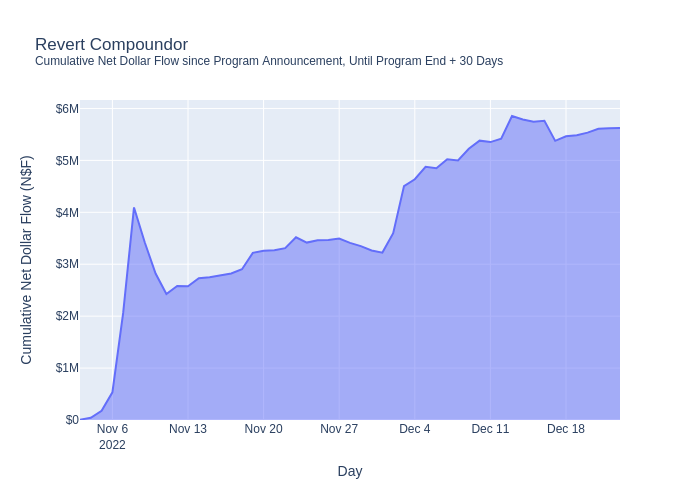 Revert Compoundor
Cumulative Net Dollar Flow since Program Announcement, Until Program End + 30 Days
Cumulative Net Dollar Flow (N$F)
$6M
$5M
$4M
$3M
$2M
$1M
$0
Nov 6
2022
Nov 13
Nov 20
Nov 27
Dec 4
Dec 11
Dec 18
Day